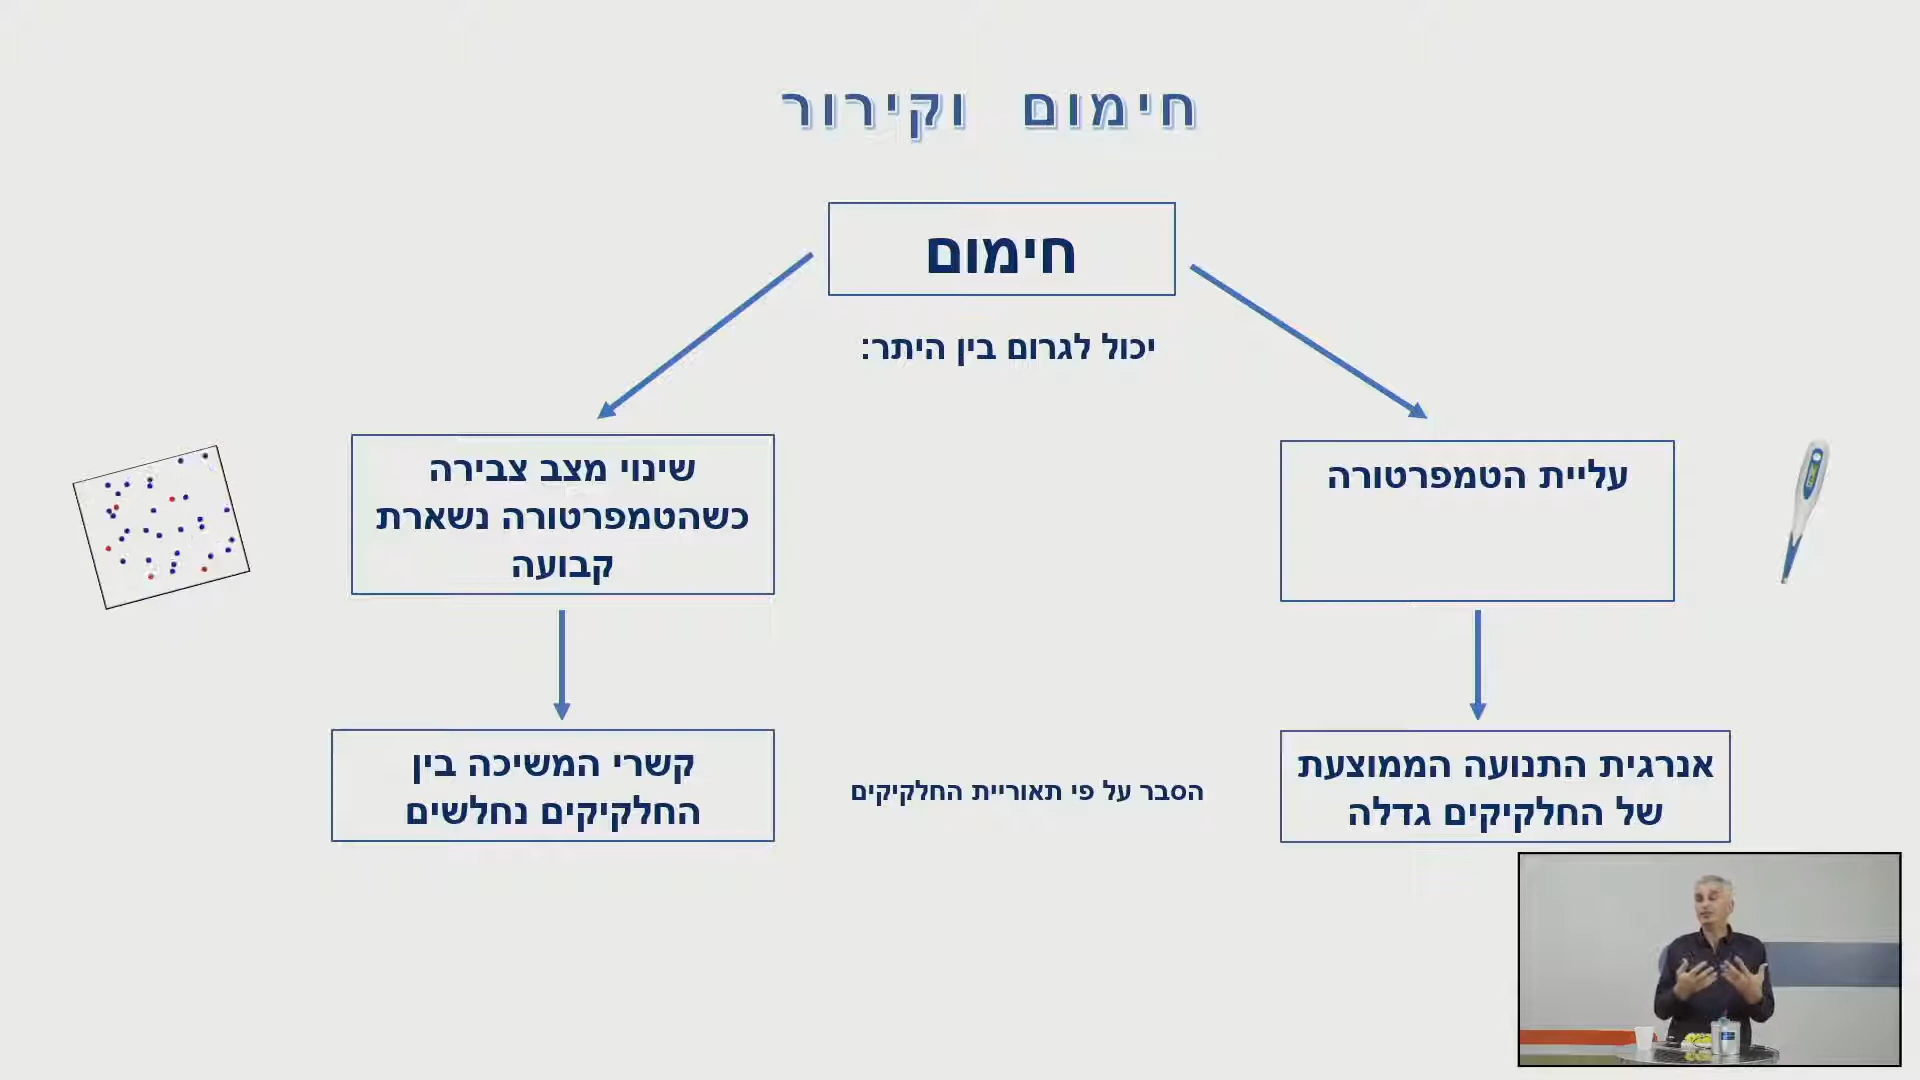 חימום וקירור
חימום
יכול לגרום בין היתר:
עליית הטמפרטורה
שינוי מצב צבירה
כשהטמפרטורה נשארת
קבועה
אנרגית התנועה הממוצעת
של החלקיקים גדלה
הסבר על פי תאוריית החלקיקים
קשרי המשיכה בין
החלקיקים נחלשים